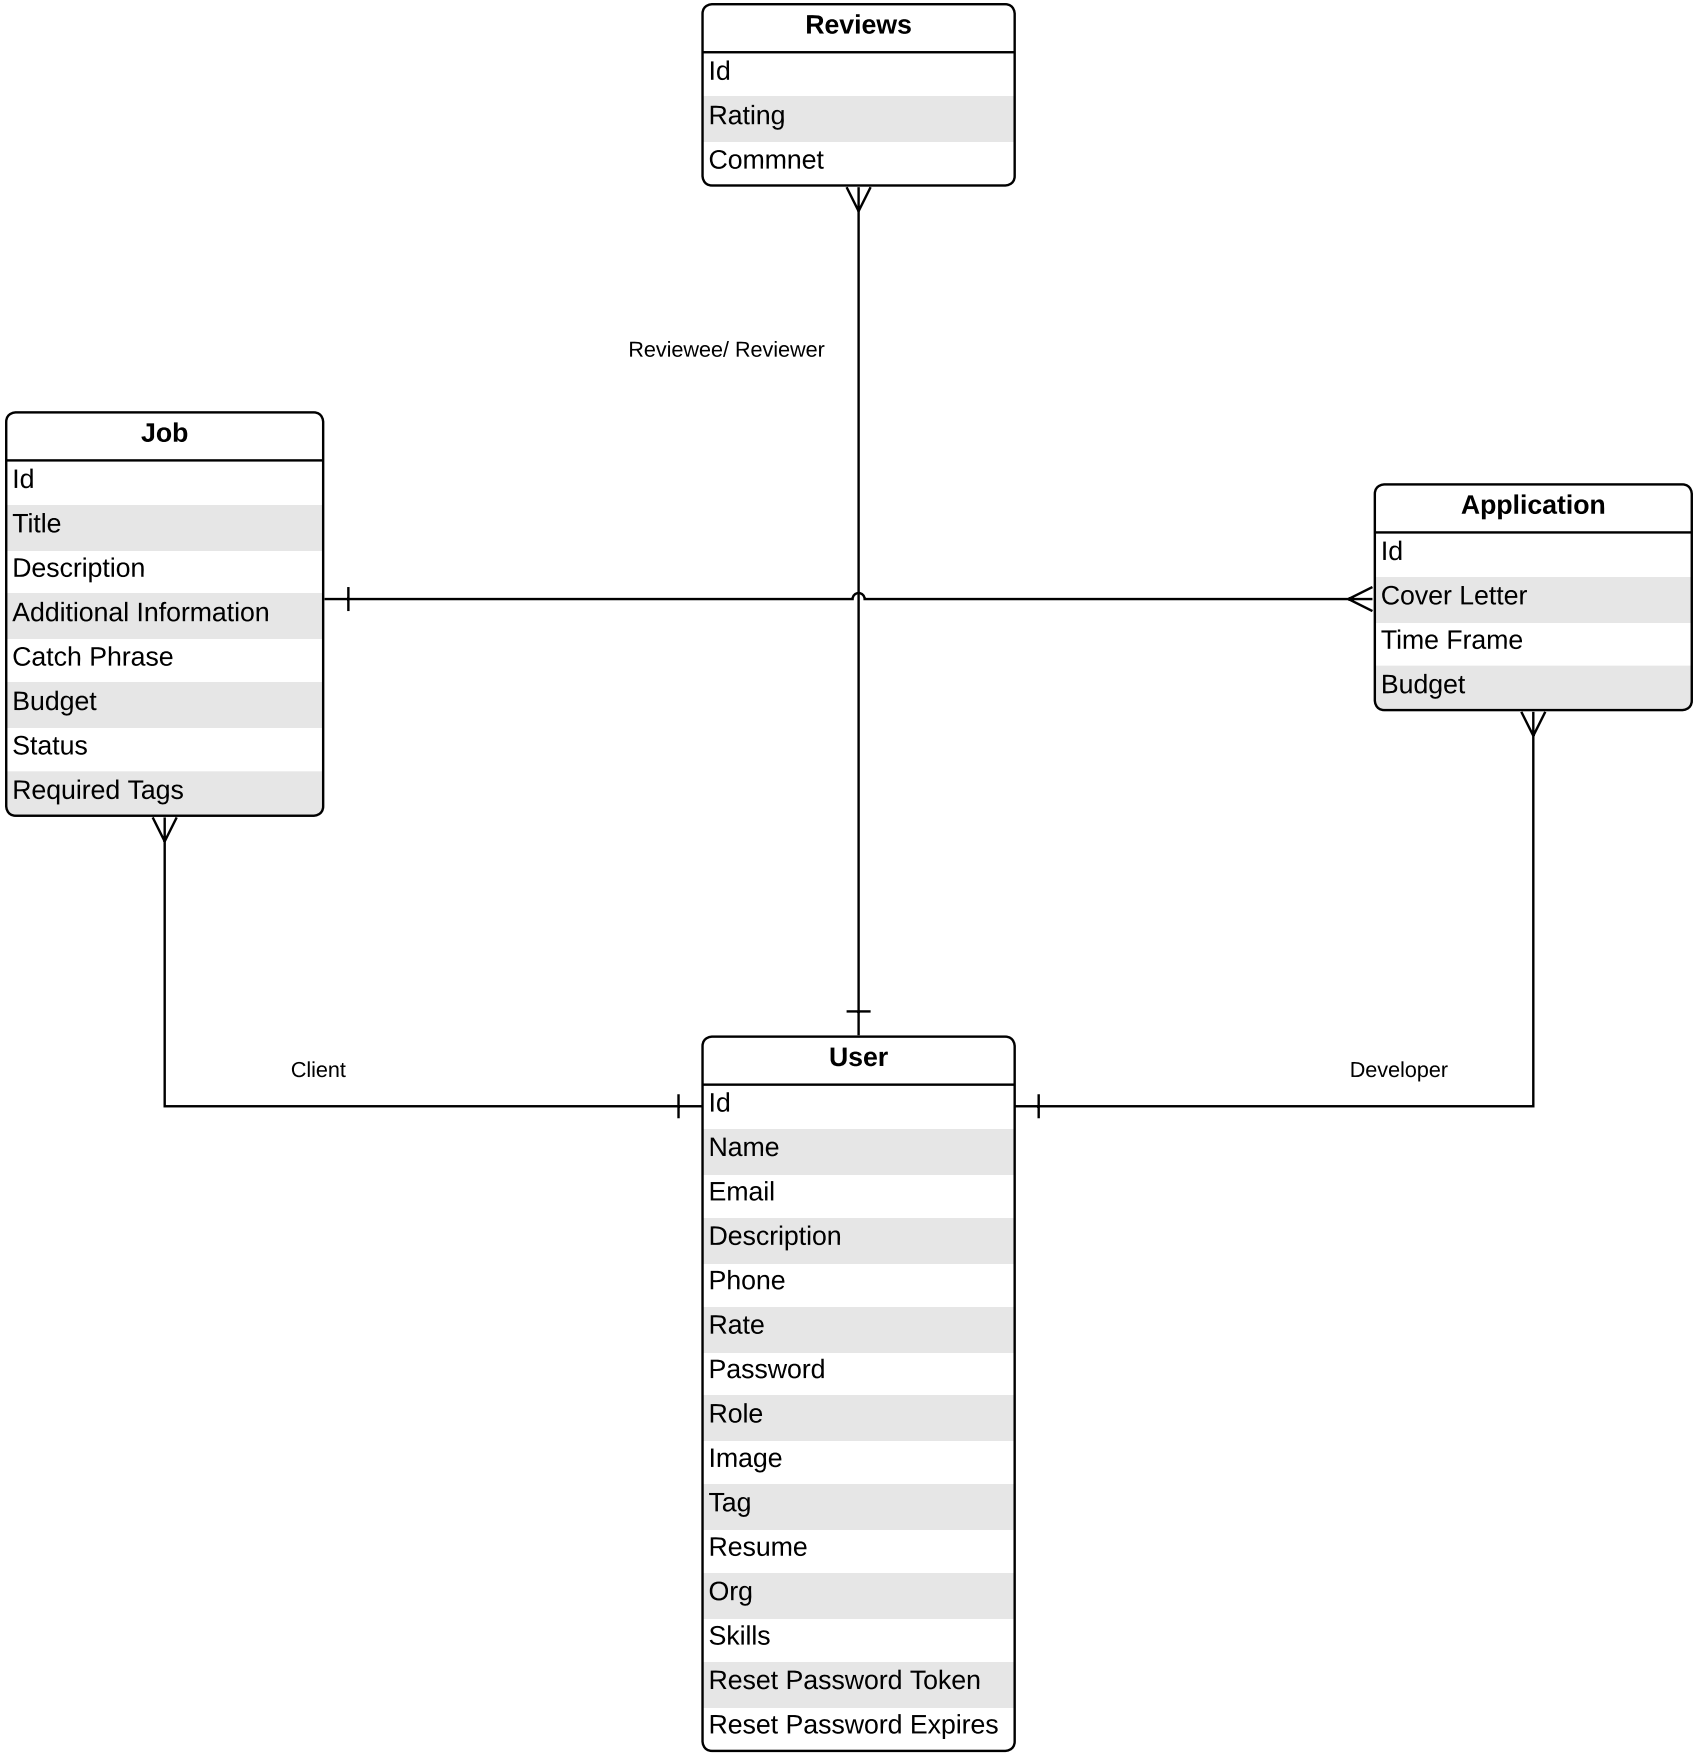 Reviews
Id
Rating
Commnet
Reviewee/ Reviewer
Job
Id
Title
Description
Additional Information
Catch Phrase
Budget
Status
Required Tags
Application
Id
Cover Letter
Time Frame
Budget
Client
Developer
User
Id
Name
Email
Description
Phone
Rate
Password
Role
Image
Tag
Resume
Org
Skills
Reset Password Token
Reset Password Expires